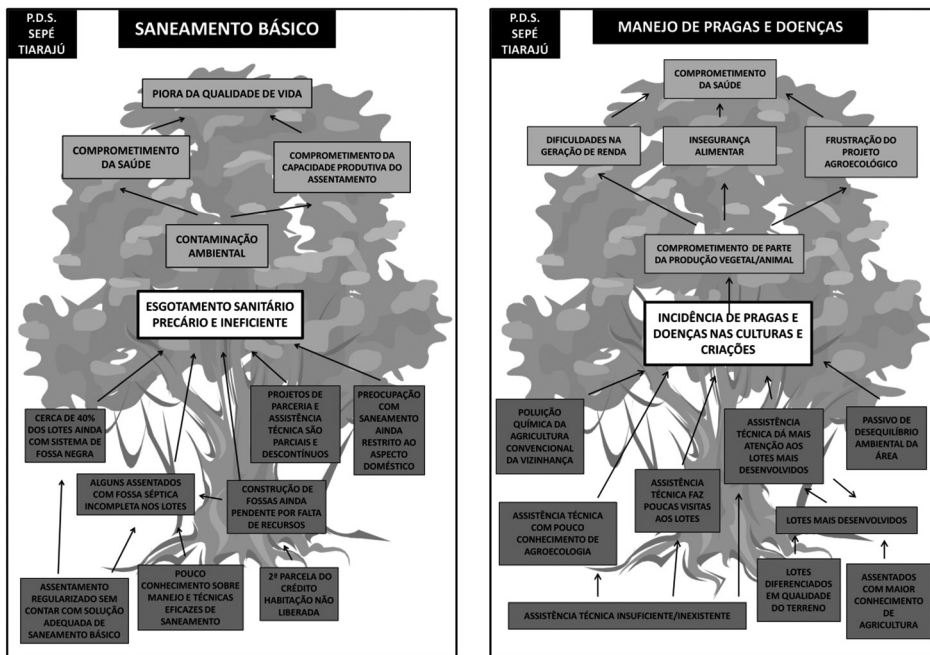 P.D.S.
SEPÉ
TIARAJÚ
SANEAMENTO BÁSICO
PIORA DA QUALIDADE DE VIDA
COMPROMETIMENTO
DA SAÚDE
COMPROMETIMENTO DA
CAPACIDADE PRODUTIVA DO
ASSENTAMENTO
CONTAMINAÇÃO
AMBIENTAL
ESGOTAMENTO SANITÁRIO
PRECÁRIO E INEFICIENTE
CERCA DE 40%
DOS LOTES AINDA
COM SISTEMA DE
FOSSA NEGRA
PROJETOS DE
PARCERIA E
ASSISTÊNCIA
TÉCNICA SÃO
PARCIAIS E
DESCONTÍNUOS
PREOCUPAÇÃO
COM
SANEAMENTO
AINDA
RESTRITO AO
ASPECTO
DOMÉSTICO
ALGUNS ASSENTADOS
COM FOSSA SÉPTICA
INCOMPLETA NOS LOTES
CONSTRUÇÃO DE
FOSSAS AINDA
PENDENTE POR FALTA
DE RECURSOS
ASSENTAMENTO
REGULARIZADO SEM
CONTAR COM SOLUÇÃO
ADEQUADA DE
SANEAMENTO BÁSICO
POUCO
CONHECIMENTO SOBRE
MANEJO E TÉCNICAS
EFICAZES DE
SANEAMENTO
2ª PARCELA DO
CRÉDITO
HABITAÇÃO NÃO
LIBERADA
P.D.S.
SEPÉ
TIARAJÚ
MANEJO DE PRAGAS E DOENÇAS
COMPROMETIMENTO
DA SAÚDE
DIFICULDADES NA
GERAÇÃO DE RENDA
INSEGURANÇA
ALIMENTAR
FRUSTRAÇÃO DO
PROJETO
AGROECOLÓGICO
COMPROMETIMENTO DE PARTE
DA PRODUÇÃO VEGETAL/ANIMAL
INCIDÊNCIA DE PRAGAS E
DOENÇAS NAS CULTURAS E
CRIAÇÕES
POLUIÇÃO
QUÍMICA DA
AGRICULTURA
CONVENCIONAL
DA VIZINHANÇA
ASSISTÊNCIA
TÉCNICA DÁ MAIS
ATENÇÃO AOS
LOTES MAIS
DESENVOLVIDOS
PASSIVO DE
DESEQUILÍBRIO
AMBIENTAL DA
ÁREA
ASSISTÊNCIA
TÉCNICA FAZ
POUCAS VISITAS
AOS LOTES
ASSISTÊNCIA TÉCNICA
COM POUCO
CONHECIMENTO DE
AGROECOLOGIA
LOTES MAIS DESENVOLVIDOS
LOTES
DIFERENCIADOS
EM QUALIDADE
DO TERRENO
ASSENTADOS
COM MAIOR
CONHECIMENTO
DE
AGRICULTURA
ASSISTÊNCIA TÉCNICA INSUFICIENTE/INEXISTENTE